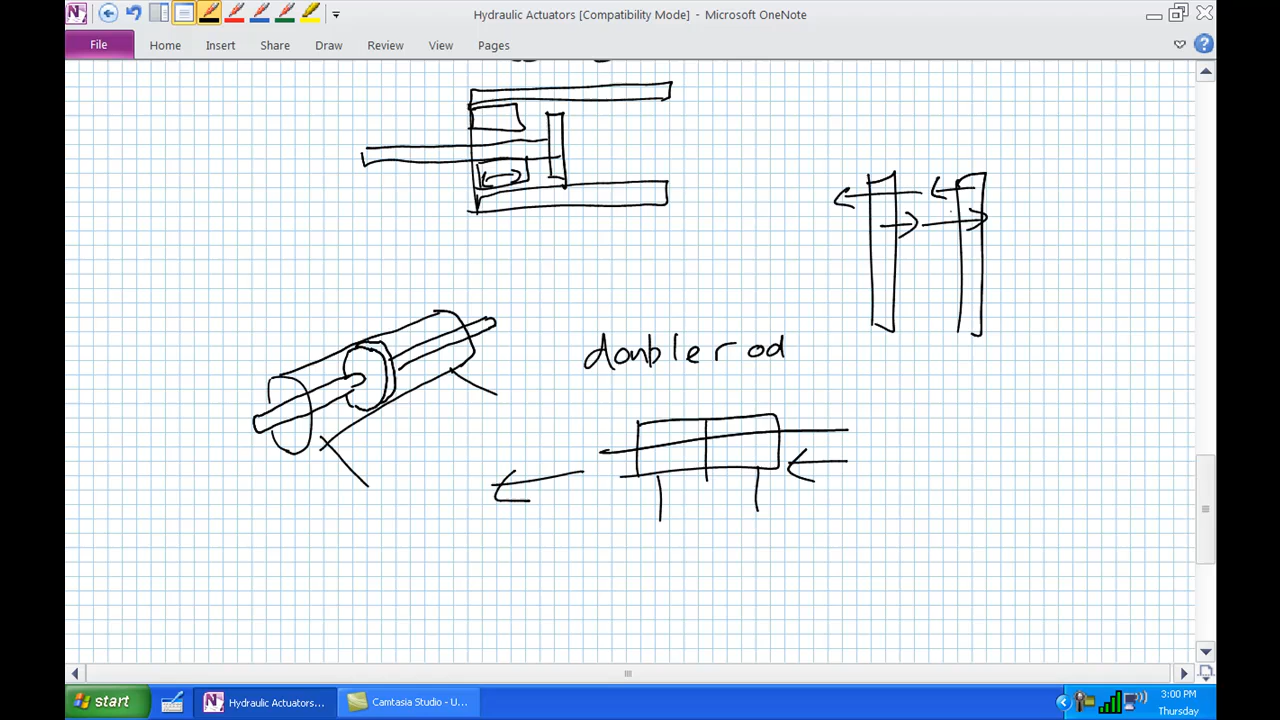 Hydraulic Actuators [Compatibility Mode] - Microsoft OneNote
File Home Insert Share Draw Review View Pages
double rod
start
Hydraulic Actuators...
Camtasia Studio - U...
3:00 PM
Thursday